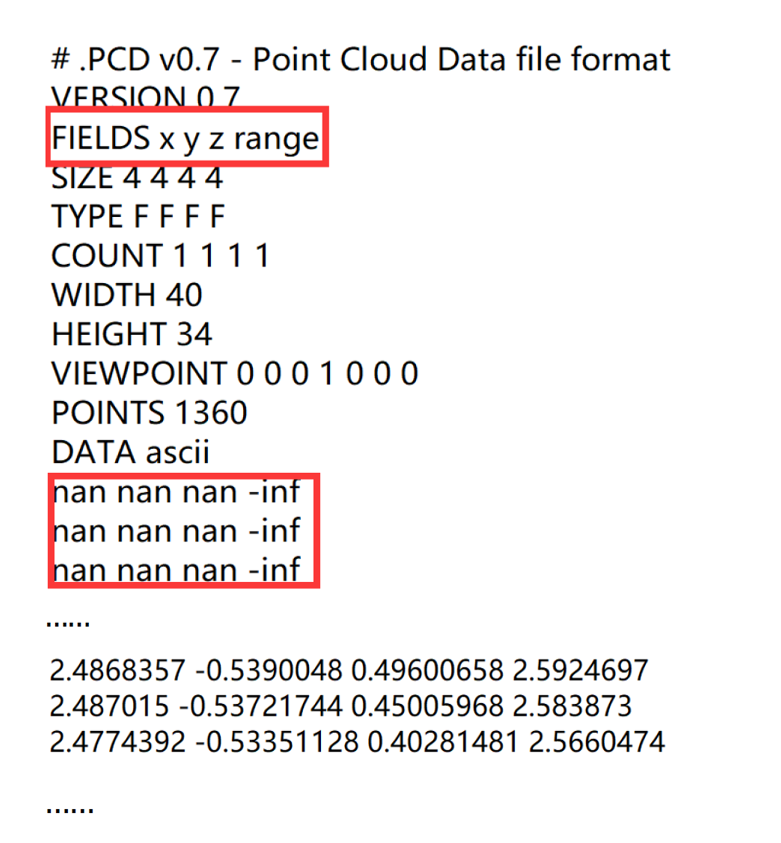 # .PCD v0.7 - Point Cloud Data file format
VERSION 0.7
FIELDS x y z range
SIZE 4 4 4 4
TYPE F F F F
COUNT 1 1 1 1
WIDTH 40
HEIGHT 34
VIEWPOINT 0 0 0 1 0 0 0
POINTS 1360
DATA ascii
nan nan nan -inf
nan nan nan -inf
nan nan nan -inf
......
2.4868357 -0.5390048 0.49600658 2.5924697
2.487015 -0.53721744 0.45005968 2.583873
2.4774392 -0.53351128 0.40281481 2.5660474
......